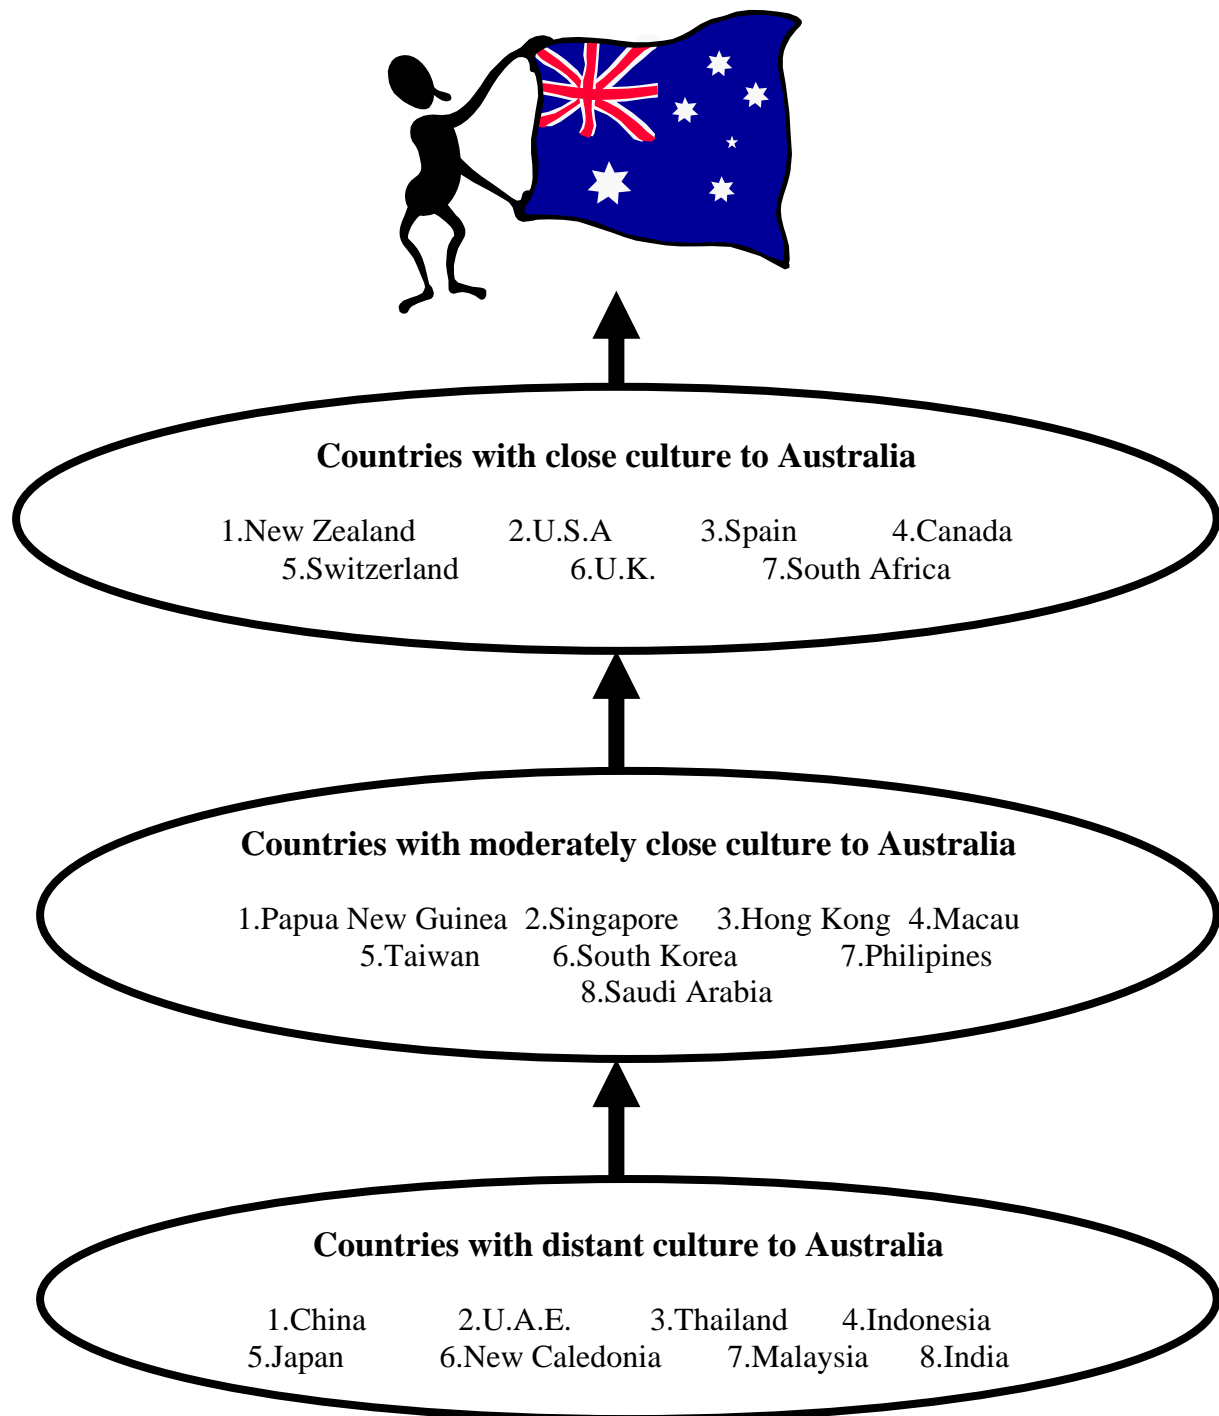 Countries with close culture to Australia
1.New Zealand 2.U.S.A 3.Spain 4.Canada
5.Switzerland 6.U.K. 7.South Africa
Countries with moderately close culture to Australia
1.Papua New Guinea 2.Singapore 3.Hong Kong 4.Macau
5.Taiwan 6.South Korea 7.Philipines
8.Saudi Arabia
Countries with distant culture to Australia
1.China 2.U.A.E. 3.Thailand 4.Indonesia
5.Japan 6.New Caledonia 7.Malaysia 8.India